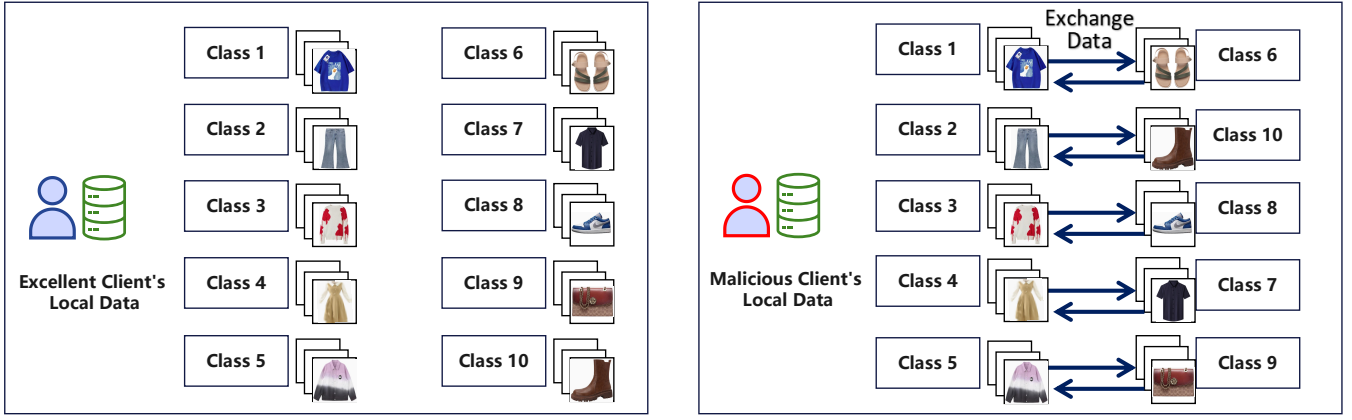 Class 1
Class 6
Class 2
Class 7
Class 3
Class 8
Excellent Client's
Local Data
Class 4
Class 9
Class 5
Class 10
Exchange
Data
Class 1
Class 6
Class 2
Class 10
Class 3
Class 8
Malicious Client's
Local Data
Class 4
Class 7
Class 5
Class 9